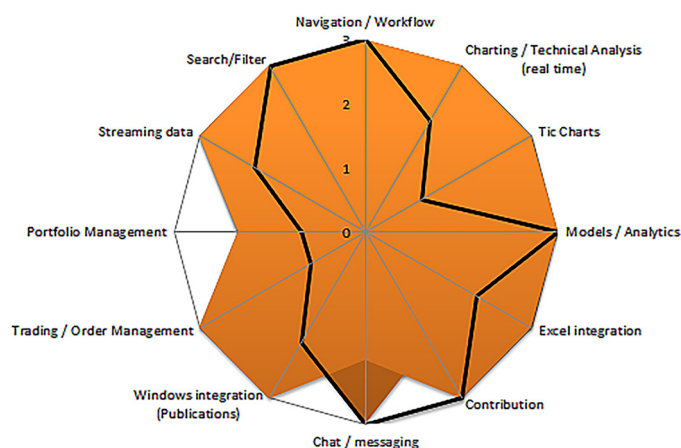 Navigation / Workflow
Charting / Technical Analysis
(real time)
Tic Charts
Models / Analytics
Excel integration
Contribution
Chat / messaging
Windows integration
(Publications)
Trading / Order Management
Portfolio Management
Streaming data
Search/Filter
3
2
1
0